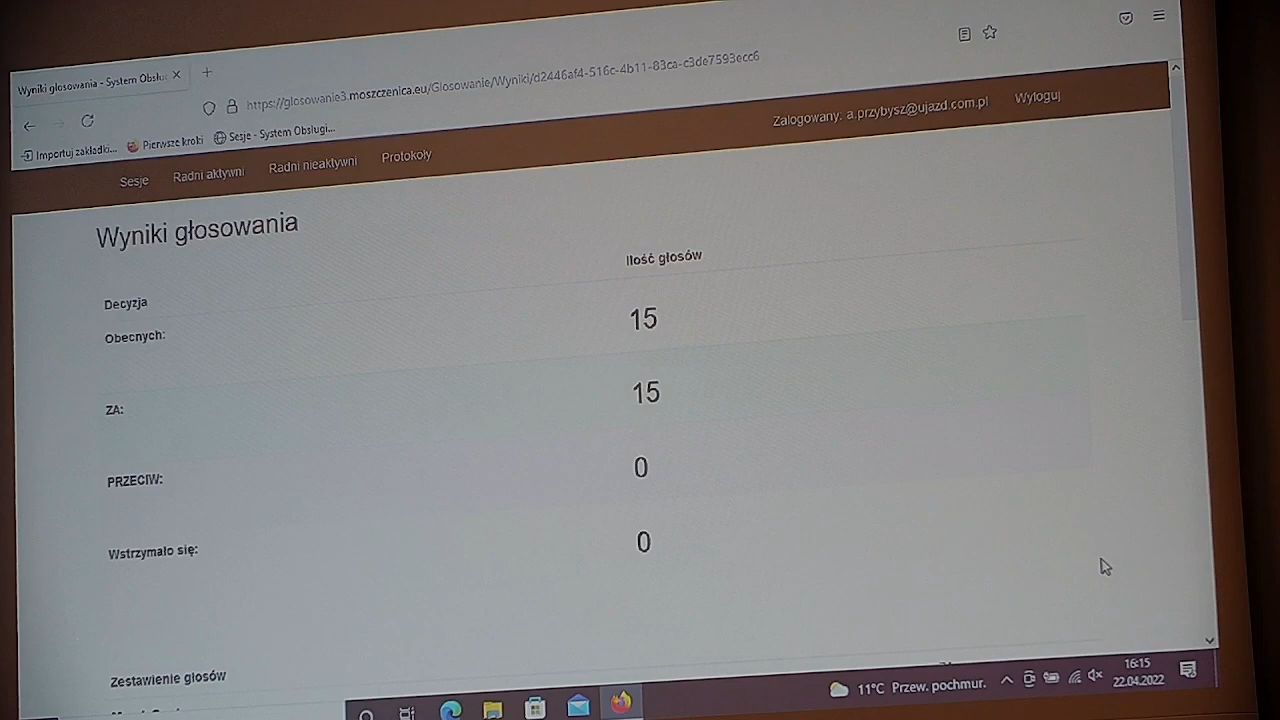 Wyniki głosowania - System Obsłu
https://glosowanie3.moszczenica.eu/Glosowanie/Wyniki/d2446af4-516c-4b11-83ca-c3de7593ecc6
Importuj zakładki... Pierwsze kroki Sesje - System Obsługi...
Sesje Radni aktywni Radni nieaktywni Protokoły Zalogowany: a.przybysz@ujazd.com.pl Wyloguj
Wyniki głosowania
Decyzja Ilość głosów
Obecnych: 15
ZA: 15
PRZECIW: 0
Wstrzymało się: 0
Zestawienie głosów
11°C Przew. pochmur. 16:15
22.04.2022